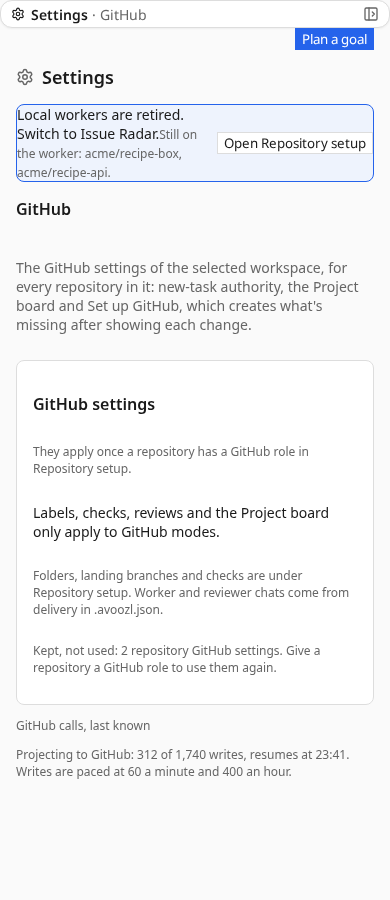 Settings · GitHub
Plan a goal
Settings
Local workers are retired.
Switch to Issue Radar.Still on
the worker: acme/recipe-box,
acme/recipe-api.
Open Repository setup
GitHub
The GitHub settings of the selected workspace, for
every repository in it: new-task authority, the Project
board and Set up GitHub, which creates what's
missing after showing each change.
GitHub settings
They apply once a repository has a GitHub role in
Repository setup.
Labels, checks, reviews and the Project board
only apply to GitHub modes.
Folders, landing branches and checks are under
Repository setup. Worker and reviewer chats come from
delivery in .avoozl.json.
Kept, not used: 2 repository GitHub settings. Give a
repository a GitHub role to use them again.
GitHub calls, last known
Projecting to GitHub: 312 of 1,740 writes, resumes at 23:41.
Writes are paced at 60 a minute and 400 an hour.